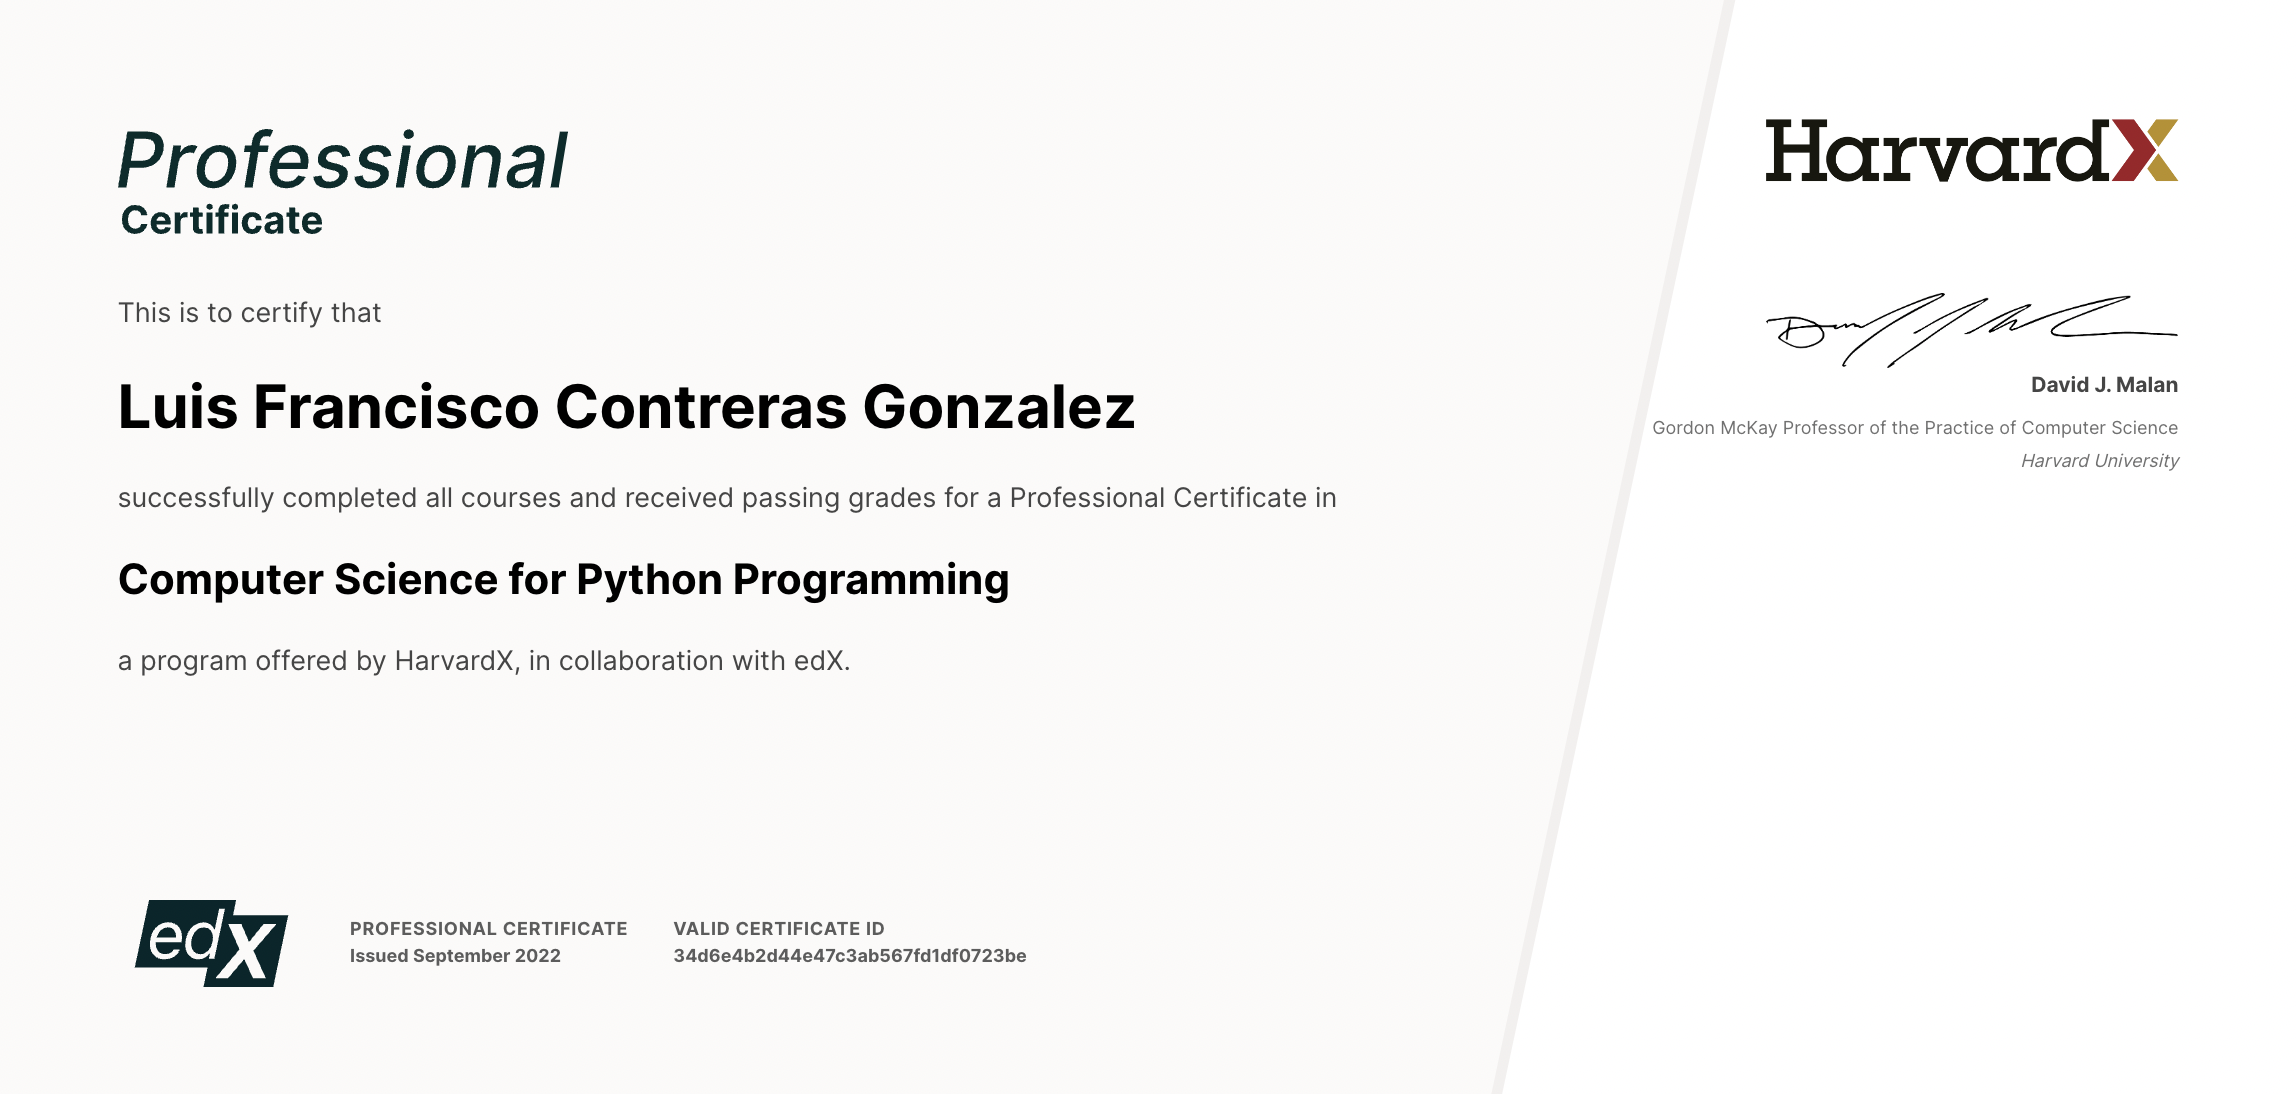 Professional
Certificate
This is to certify that
Luis Francisco Contreras Gonzalez
successfully completed all courses and received passing grades for a Professional Certificate in
Computer Science for Python Programming
a program offered by HarvardX, in collaboration with edX.
edX
PROFESSIONAL CERTIFICATE
Issued September 2022
VALID CERTIFICATE ID
34d6e4b2d44e47c3ab567fd1df0723be
HarvardX
David J. Malan
Gordon McKay Professor of the Practice of Computer Science
Harvard University